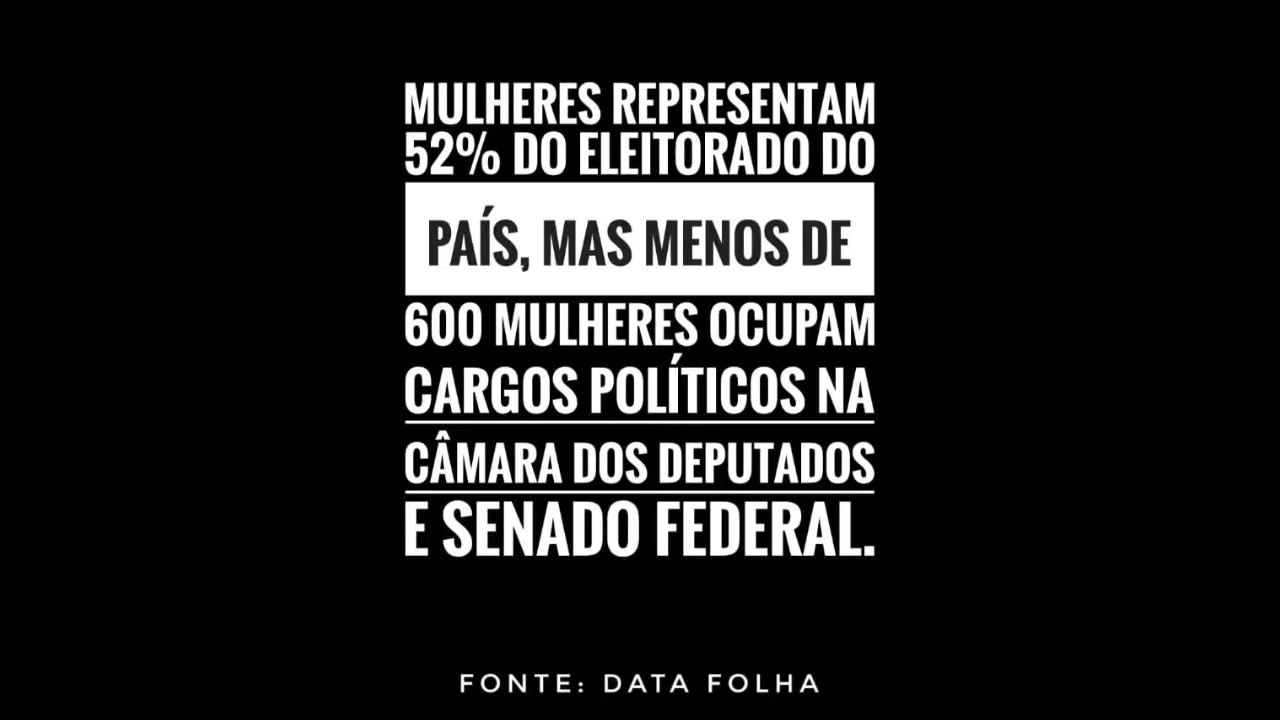 MULHERES REPRESENTAM
52% DO ELEITORADO DO
PAÍS, MAS MENOS DE
600 MULHERES OCUPAM
CARGOS POLÍTICOS NA
CÂMARA DOS DEPUTADOS
E SENADO FEDERAL.
FONTE: DATA FOLHA